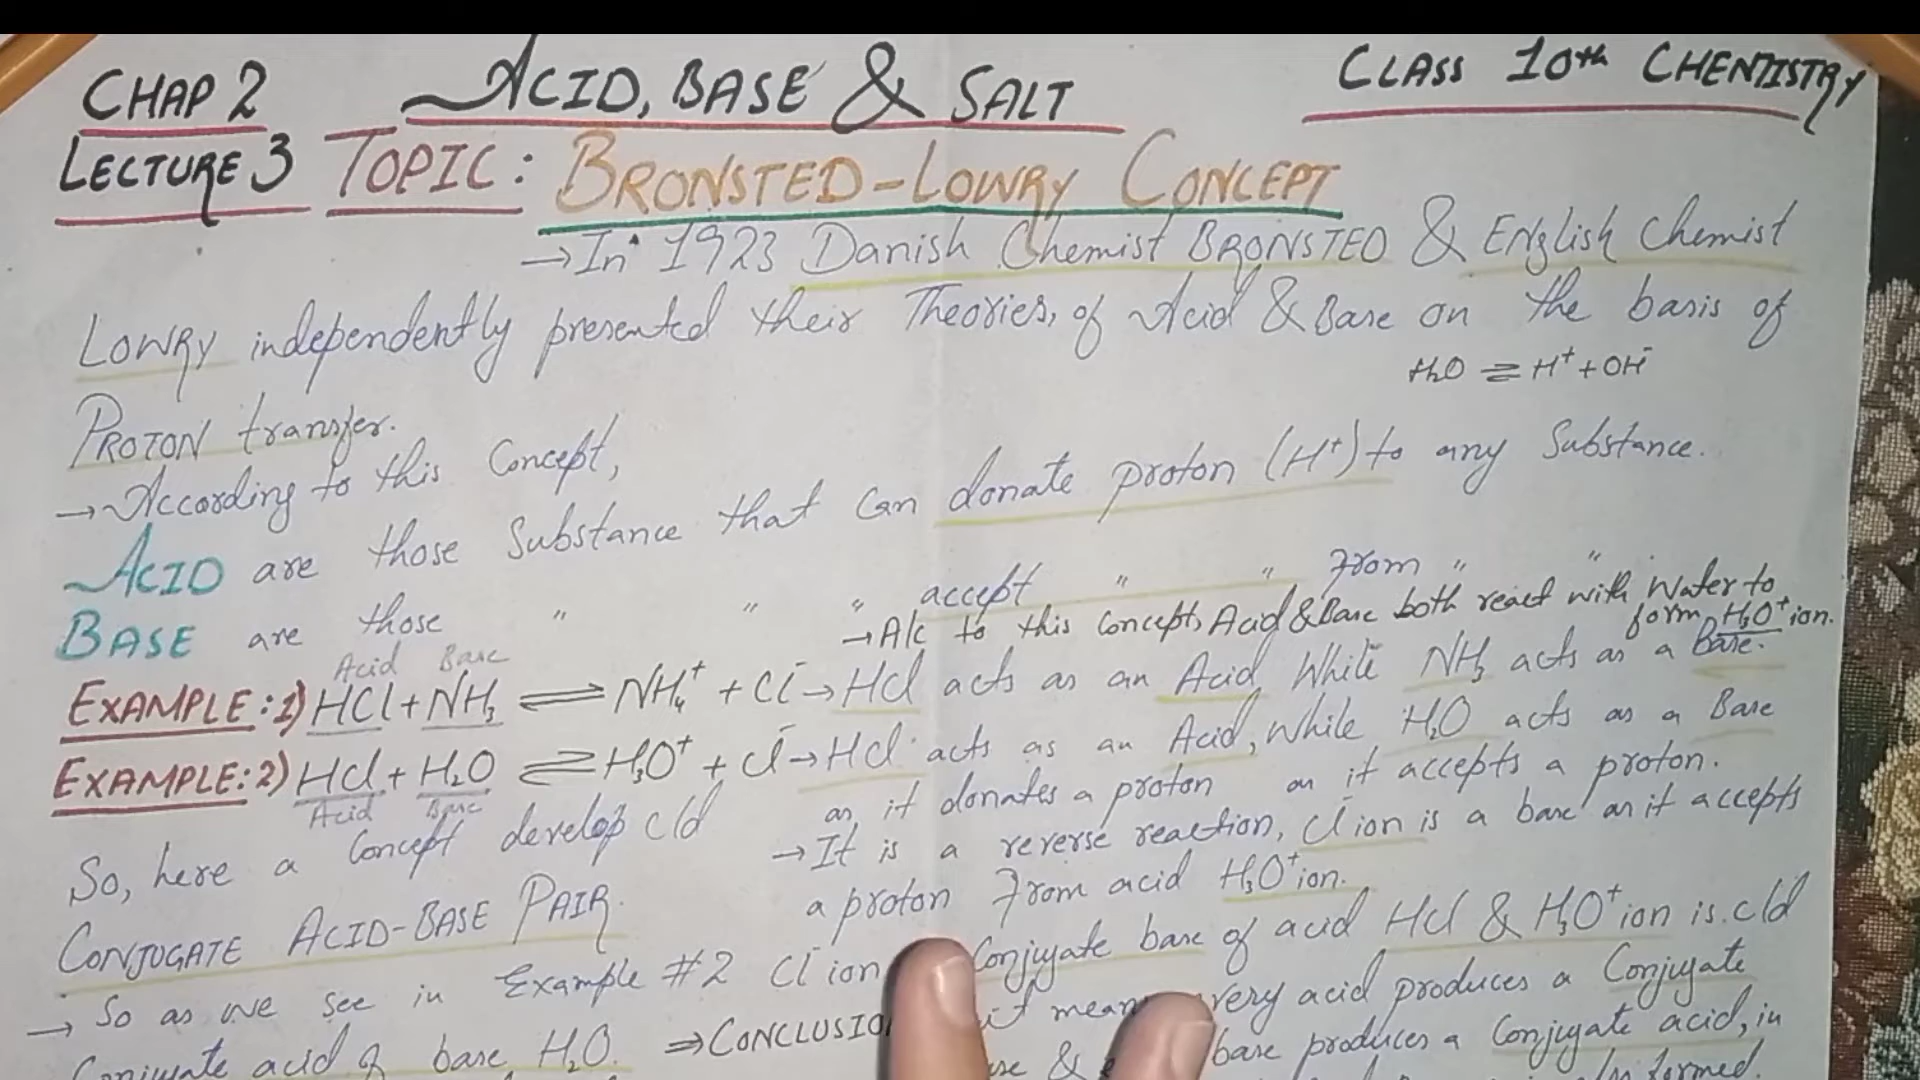 CHAP 2 ACID, BASE & SALT CLASS 10th CHEMISTRY
LECTURE 3 TOPIC: BRONSTED-LOWRY CONCEPT
→ In 1923 Danish Chemist BRONSTED & English Chemist
LOWRY independently presented their Theories, of Acid & Base on the basis of
H2O ⇌ H+ + OH-
PROTON transfer.
→ According to this Concept,
ACID are those Substance that can donate proton (H+) to any Substance.
BASE are those " " " accept " " From " "
→ A/c to this concept, Acid & Base both react with Water to
form H3O+ ion.
Acid Base
EXAMPLE: 1) HCl + NH3 ⇌ NH4+ + Cl- → HCl acts as an Acid While NH3 acts as a Base.
EXAMPLE: 2) HCl + H2O ⇌ H3O+ + Cl- → HCl acts as an Acid, While H2O acts as a Base
Acid Base
as it donates a proton as it accepts a proton.
So, here a Concept develop c/d
CONJUGATE ACID-BASE PAIR.
→ It is a reverse reaction, Cl- ion is a base as it accepts
a proton From acid H3O+ ion.
→ So as we see in Example #2 Cl- ion Conjugate base of acid HCl & H3O+ ion is c/d
Conjugate acid of base H2O. ⇒ CONCLUSION it means every acid produces a Conjugate
& base produces a Conjugate acid, in
formed.